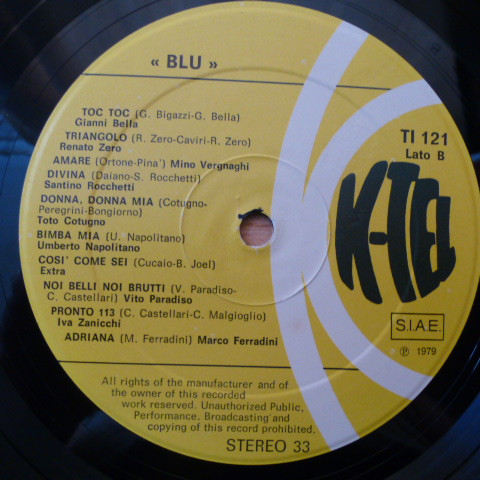 « BLU »
TOC TOC (G. Bigazzi-G. Bella)
Gianni Bella
TRIANGOLO (R. Zero-Caviri-R. Zero)
Renato Zero
AMARE (Ortone-Pina') Mino Vergnaghi
DIVINA (Daiano-S. Rocchetti)
Santino Rocchetti
DONNA, DONNA MIA (Cotugno-
Peregrini-Bongiorno)
Toto Cotugno
BIMBA MIA (U. Napolitano)
Umberto Napolitano
COSI' COME SEI (Cucaio-B. Joel)
Extra
NOI BELLI NOI BRUTTI (V. Paradiso-
C. Castellari) Vito Paradiso
PRONTO 113 (C. Castellari-C. Malgioglio)
Iva Zanicchi
ADRIANA (M. Ferradini) Marco Ferradini
TI 121
Lato B
K-TEL
S.I.A.E.
℗ 1979
All rights of the manufacturer and of
the owner of this recorded
work reserved. Unauthorized Public,
Performance, Broadcasting and
copying of this record prohibited.
STEREO 33